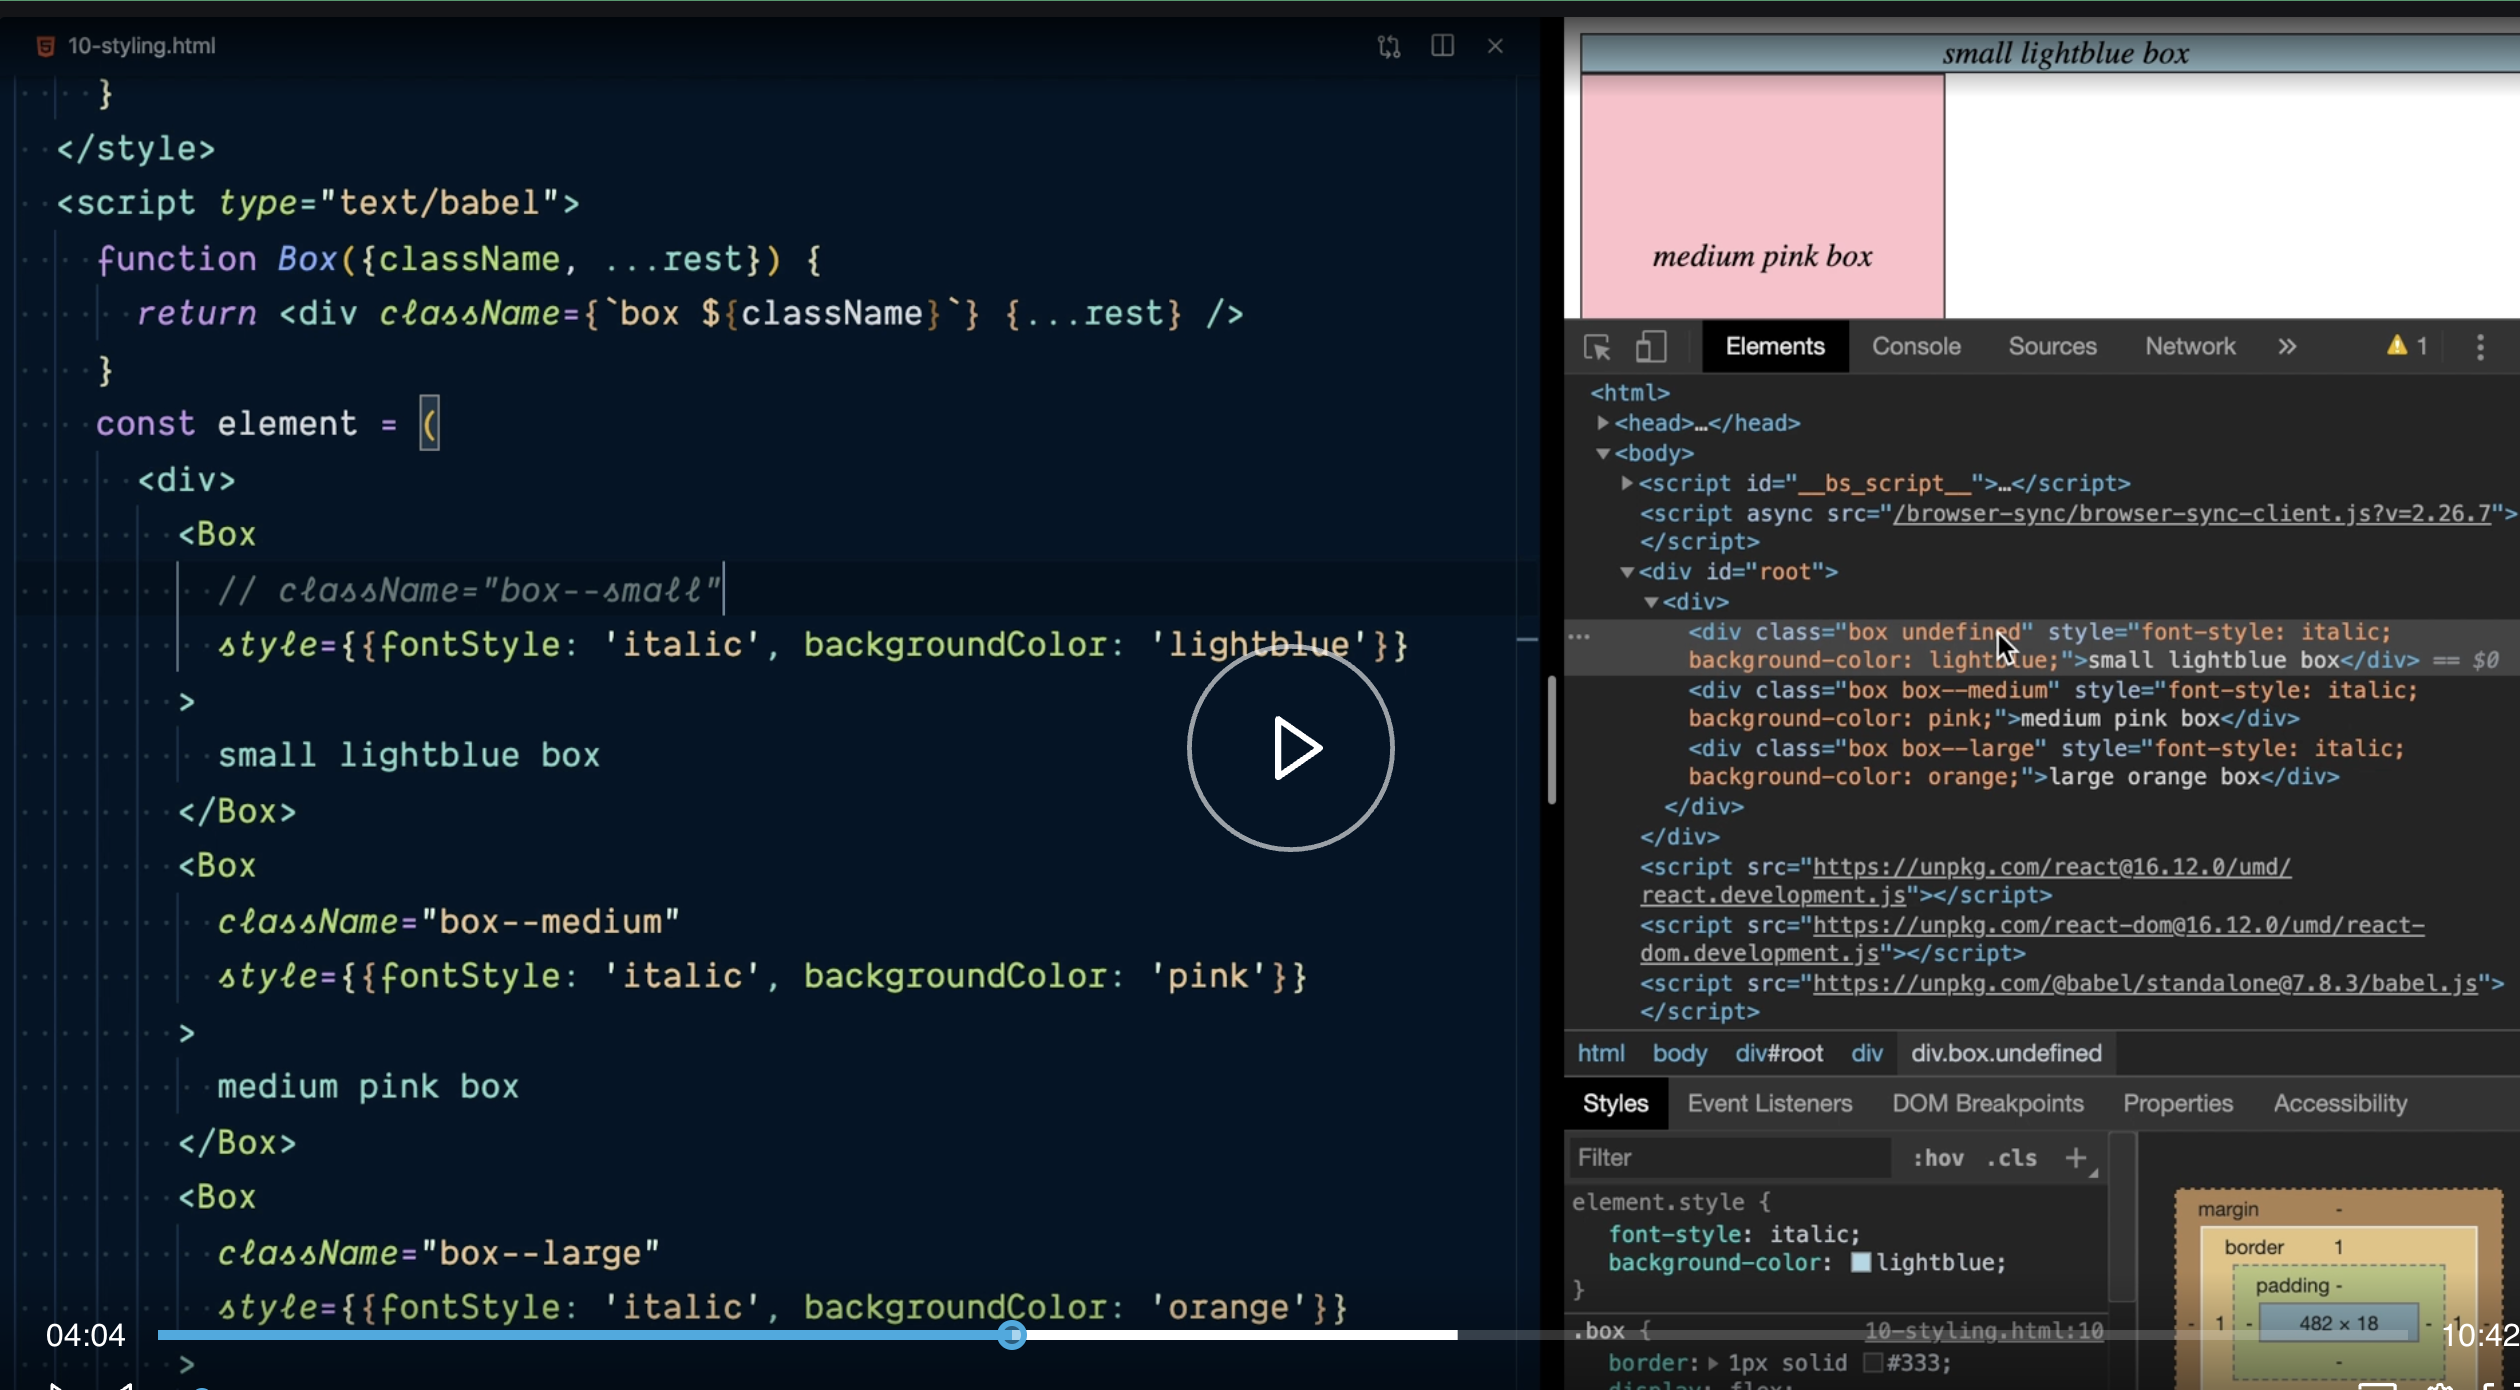 10-styling.html
}
</style>
<script type="text/babel">
function Box({className, ...rest}) {
return <div className={`box ${className}`} {...rest} />
}
const element = (
<div>
<Box
// className="box--small"
style={{fontStyle: 'italic', backgroundColor: 'lightblue'}}
>
small lightblue box
</Box>
<Box
className="box--medium"
style={{fontStyle: 'italic', backgroundColor: 'pink'}}
>
medium pink box
</Box>
<Box
className="box--large"
style={{fontStyle: 'italic', backgroundColor: 'orange'}}
>
04:04
10:42
small lightblue box
medium pink box
Elements Console Sources Network » 1
<html>
<head>…</head>
<body>
<script id="__bs_script__">…</script>
<script async src="/browser-sync/browser-sync-client.js?v=2.26.7">
</script>
<div id="root">
<div>
<div class="box undefined" style="font-style: italic;
background-color: lightblue;">small lightblue box</div> == $0
<div class="box box--medium" style="font-style: italic;
background-color: pink;">medium pink box</div>
<div class="box box--large" style="font-style: italic;
background-color: orange;">large orange box</div>
</div>
</div>
<script src="https://unpkg.com/react@16.12.0/umd/
react.development.js"></script>
<script src="https://unpkg.com/react-dom@16.12.0/umd/react-
dom.development.js"></script>
<script src="https://unpkg.com/@babel/standalone@7.8.3/babel.js">
</script>
html body div#root div div.box.undefined
Styles Event Listeners DOM Breakpoints Properties Accessibility
Filter :hov .cls +
element.style {
font-style: italic;
background-color: lightblue;
}
.box { 10-styling.html:10
border: 1px solid #333;
display: flex;
margin -
border 1
padding -
- 1 - 482 × 18 - 1 -
-